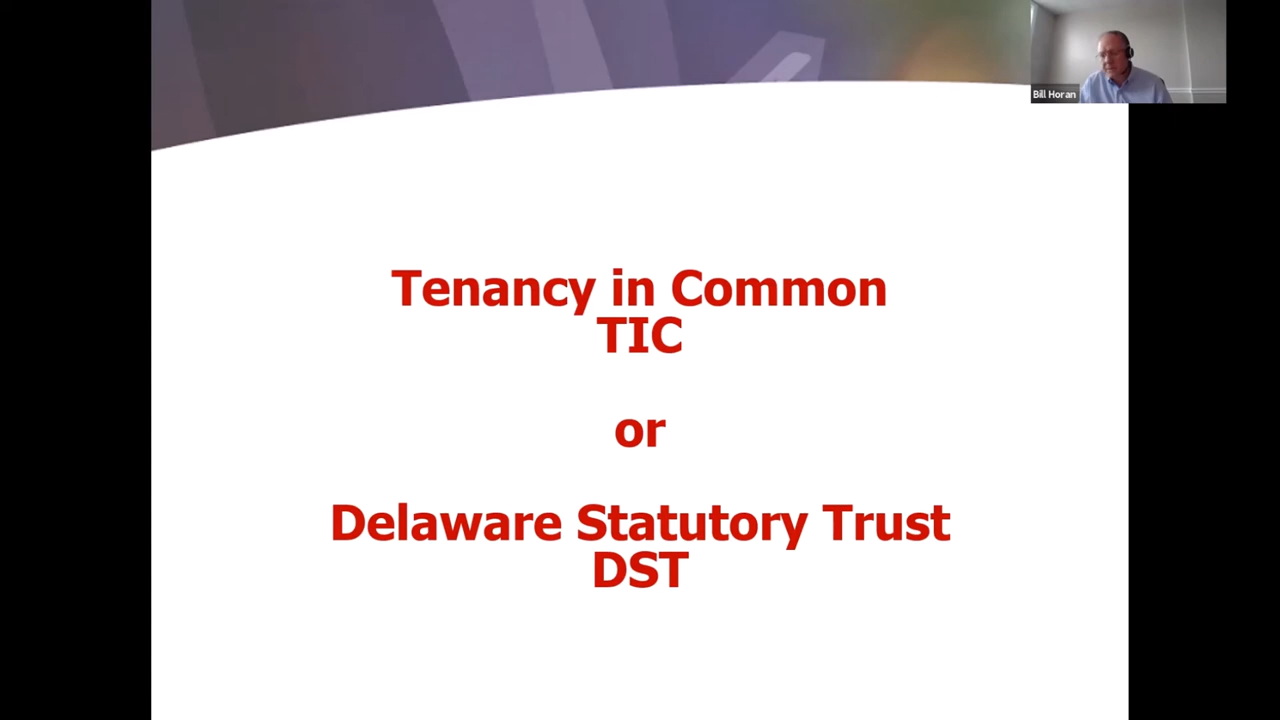 Bill Horan
Tenancy in Common
TIC
or
Delaware Statutory Trust
DST